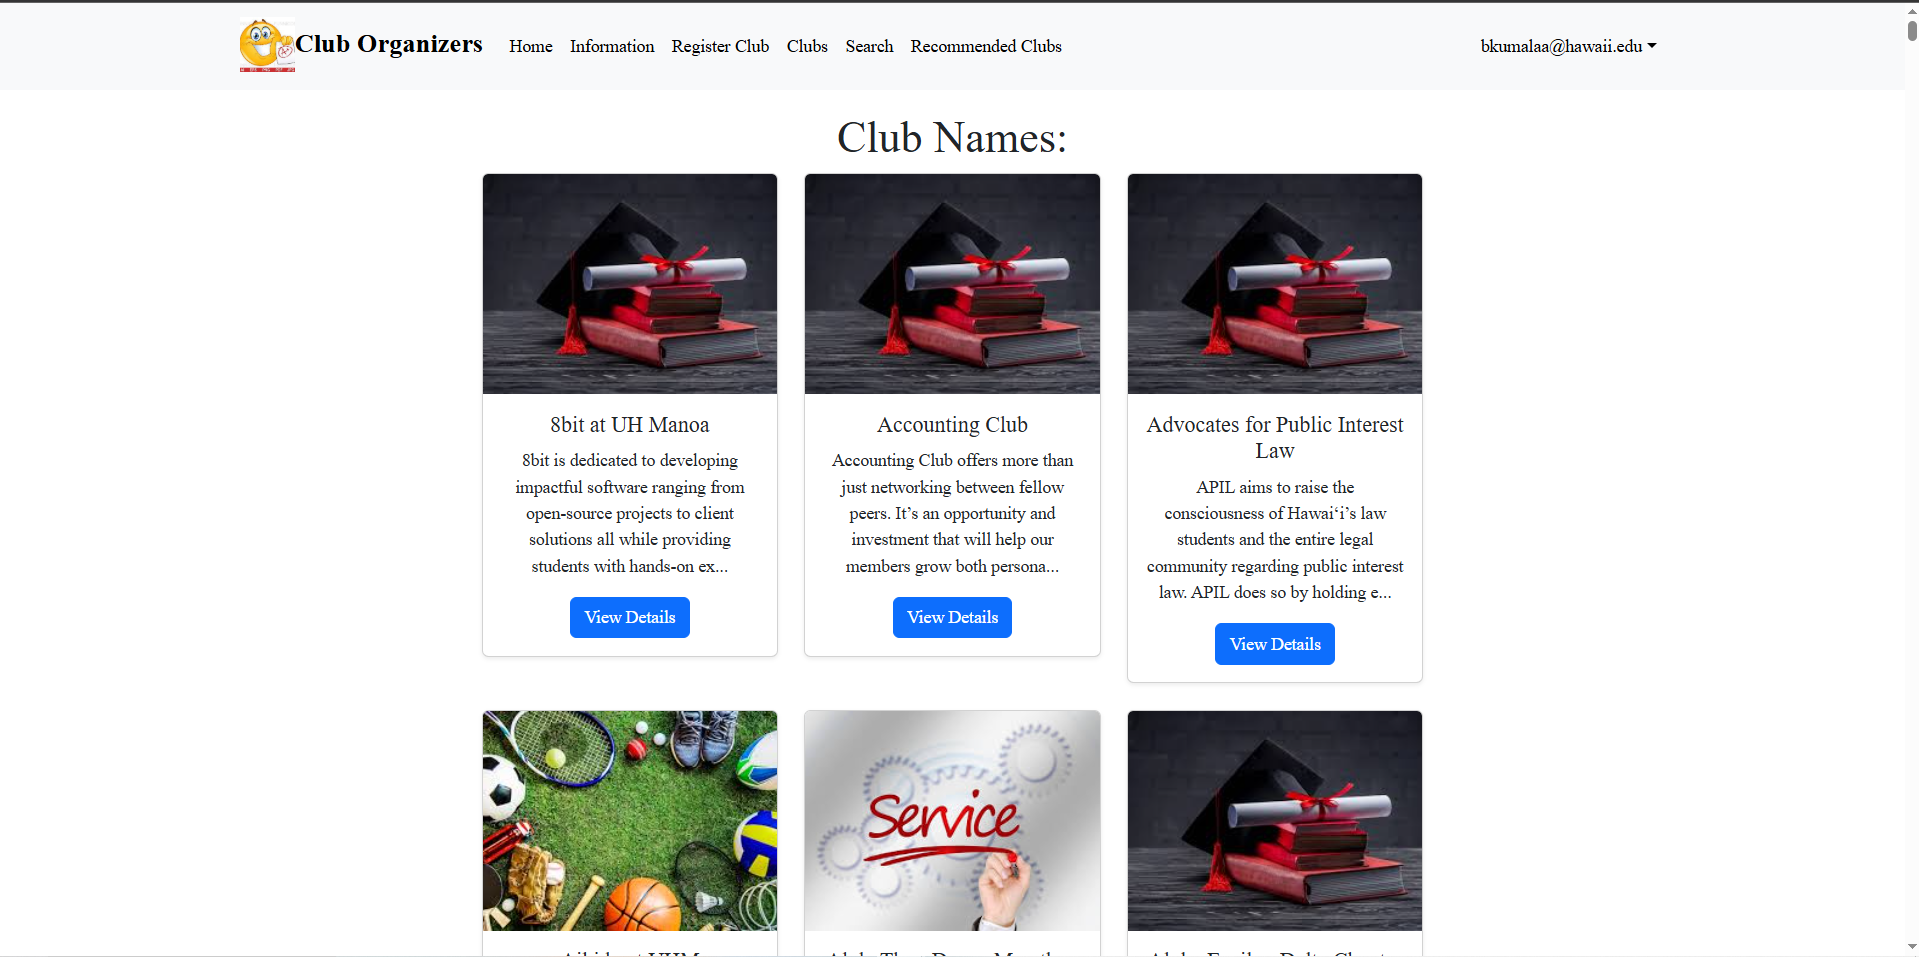 Club Organizers
Home
Information
Register Club
Clubs
Search
Recommended Clubs
bkumalaa@hawaii.edu
Club Names:
8bit at UH Manoa
8bit is dedicated to developing
impactful software ranging from
open-source projects to client
solutions all while providing
students with hands-on ex...
View Details
Accounting Club
Accounting Club offers more than
just networking between fellow
peers. It’s an opportunity and
investment that will help our
members grow both persona...
View Details
Advocates for Public Interest
Law
APIL aims to raise the
consciousness of Hawaiʻi’s law
students and the entire legal
community regarding public interest
law. APIL does so by holding e...
View Details
Service